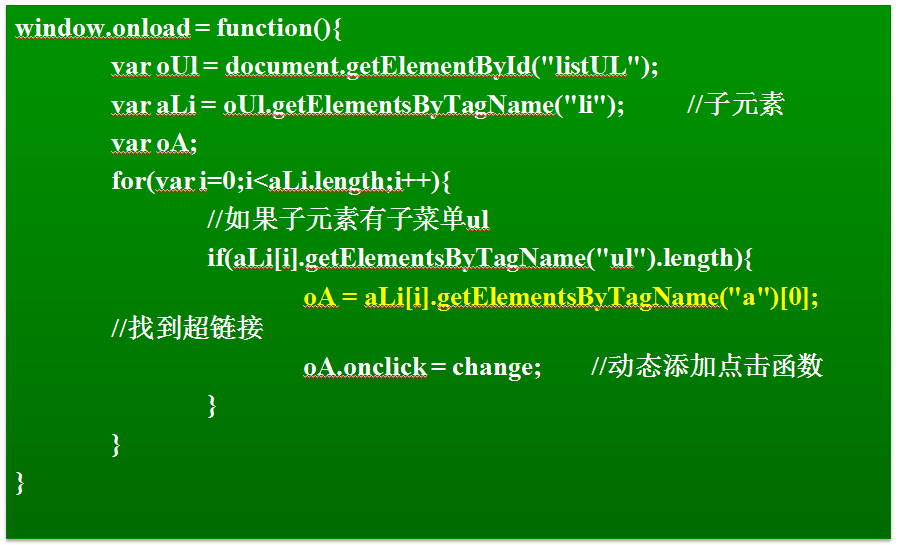 window.onload = function(){
var oUl = document.getElementById("listUL");
var aLi = oUl.getElementsByTagName("li"); //子元素
var oA;
for(var i=0;i<aLi.length;i++){
//如果子元素有子菜单ul
if(aLi[i].getElementsByTagName("ul").length){
oA = aLi[i].getElementsByTagName("a")[0];
//找到超链接
oA.onclick = change; //动态添加点击函数
}
}
}